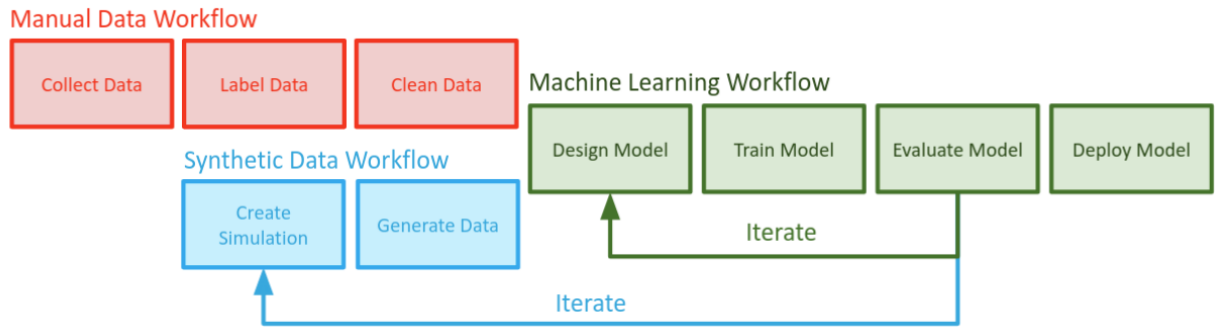 Manual Data Workflow
Collect Data
Label Data
Clean Data
Machine Learning Workflow
Design Model
Train Model
Evaluate Model
Deploy Model
Synthetic Data Workflow
Create
Simulation
Generate Data
Iterate
Iterate